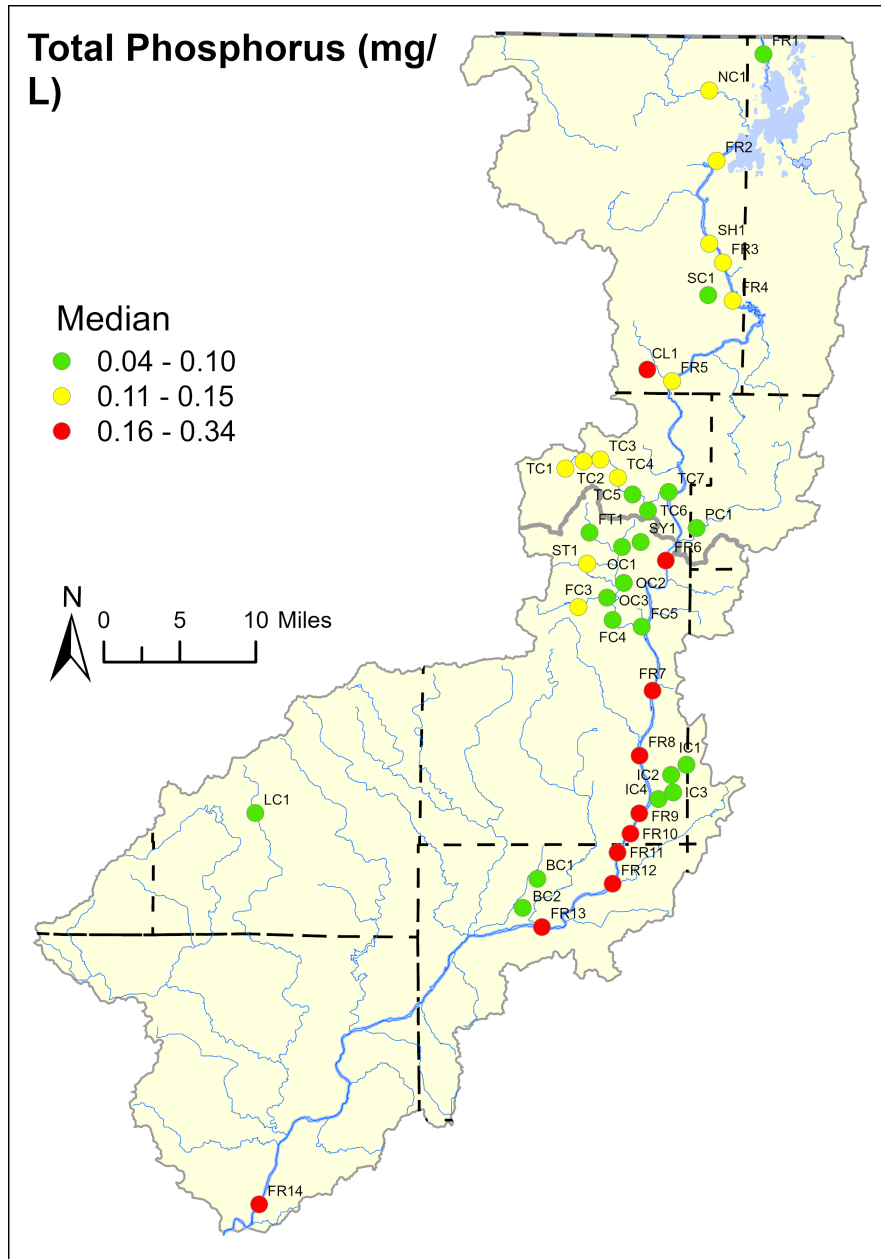 Total Phosphorus (mg/
L)
FR1
NC1
FR2
SH1
FR3
SC1
FR4
Median
0.04 - 0.10
0.11 - 0.15
0.16 - 0.34
CL1
FR5
TC3
TC1
TC2
TC4
TC7
TC5
TC6
PC1
FT1
SY1
FR6
ST1
OC1
OC2
FC3
OC3
N
0 5 10 Miles
FC4
FC5
FR7
FR8
IC1
IC2
IC4
IC3
LC1
FR9
FR10
FR11
BC1
FR12
BC2
FR13
FR14